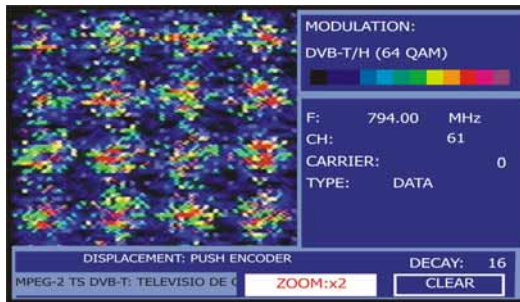 MODULATION:
DVB-T/H (64 QAM)
F: 794.00 MHz
CH: 61
CARRIER: 0
TYPE: DATA
DISPLACEMENT: PUSH ENCODER
DECAY: 16
MPEG-2 TS DVB-T: TELEVISIO DE
ZOOM:x2
CLEAR